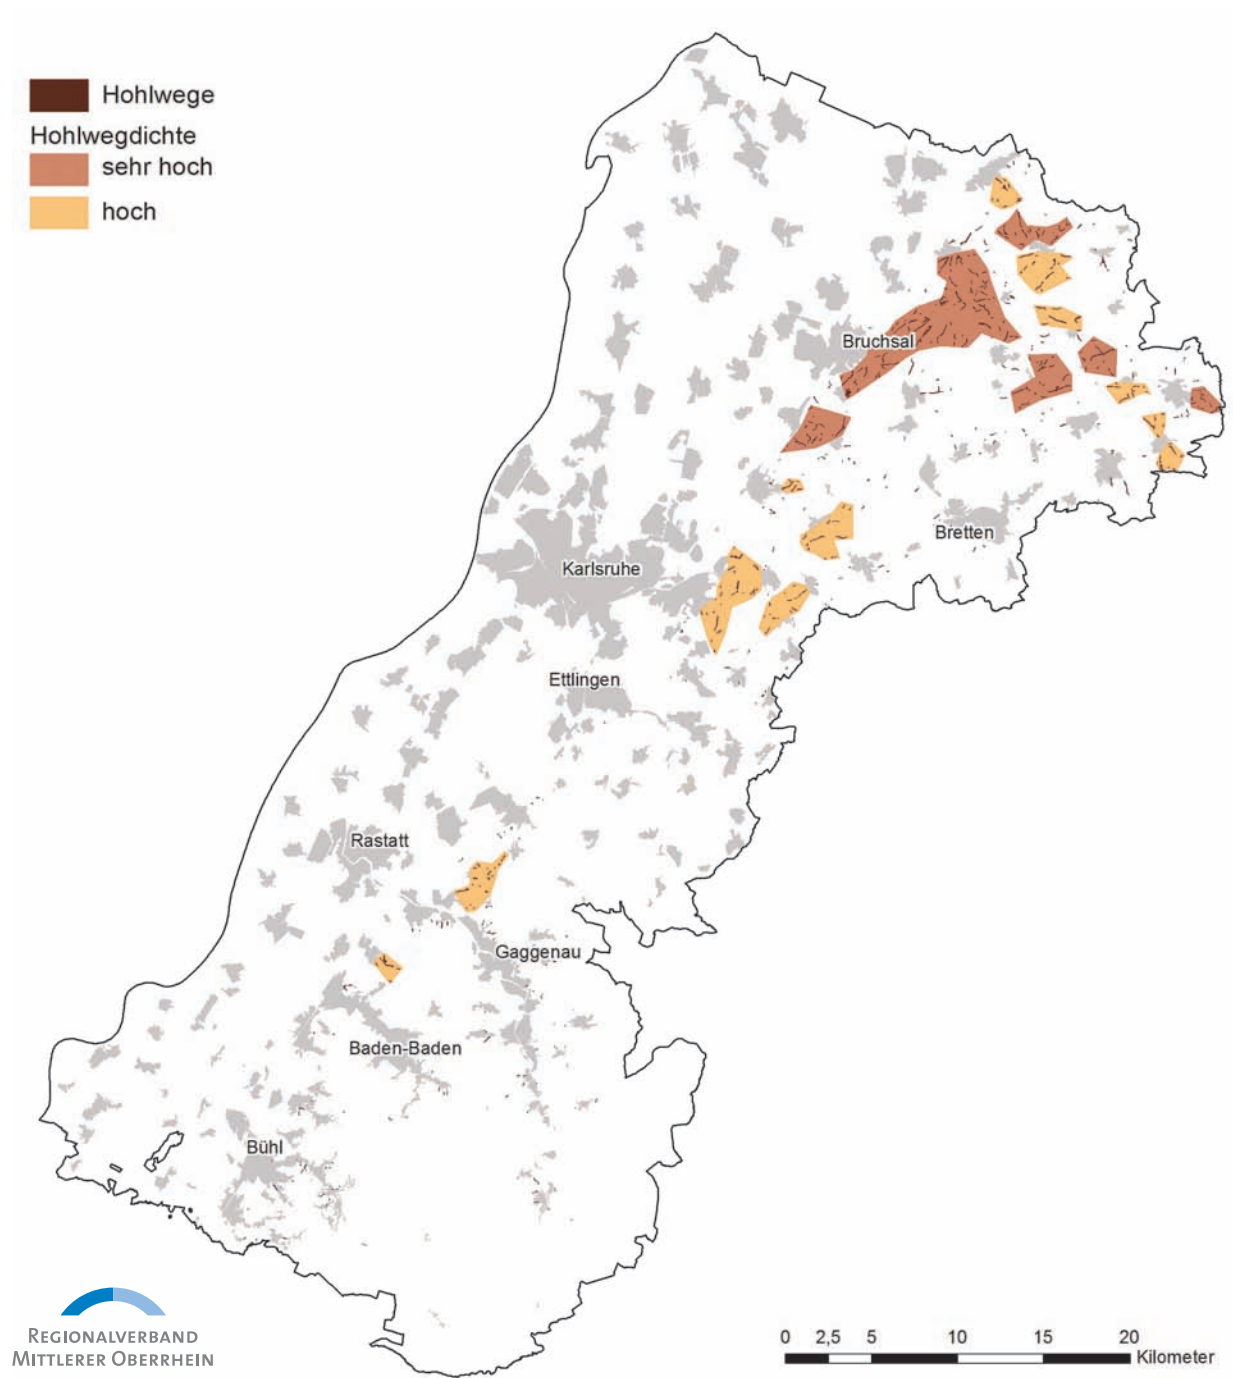 Hohlwege
Hohlwegdichte
sehr hoch
hoch
Bruchsal
Bretten
Karlsruhe
Ettlingen
Rastatt
Gaggenau
Baden-Baden
Bühl
REGIONALVERBAND
MITTLERER OBERRHEIN
0 2,5 5 10 15 20
Kilometer